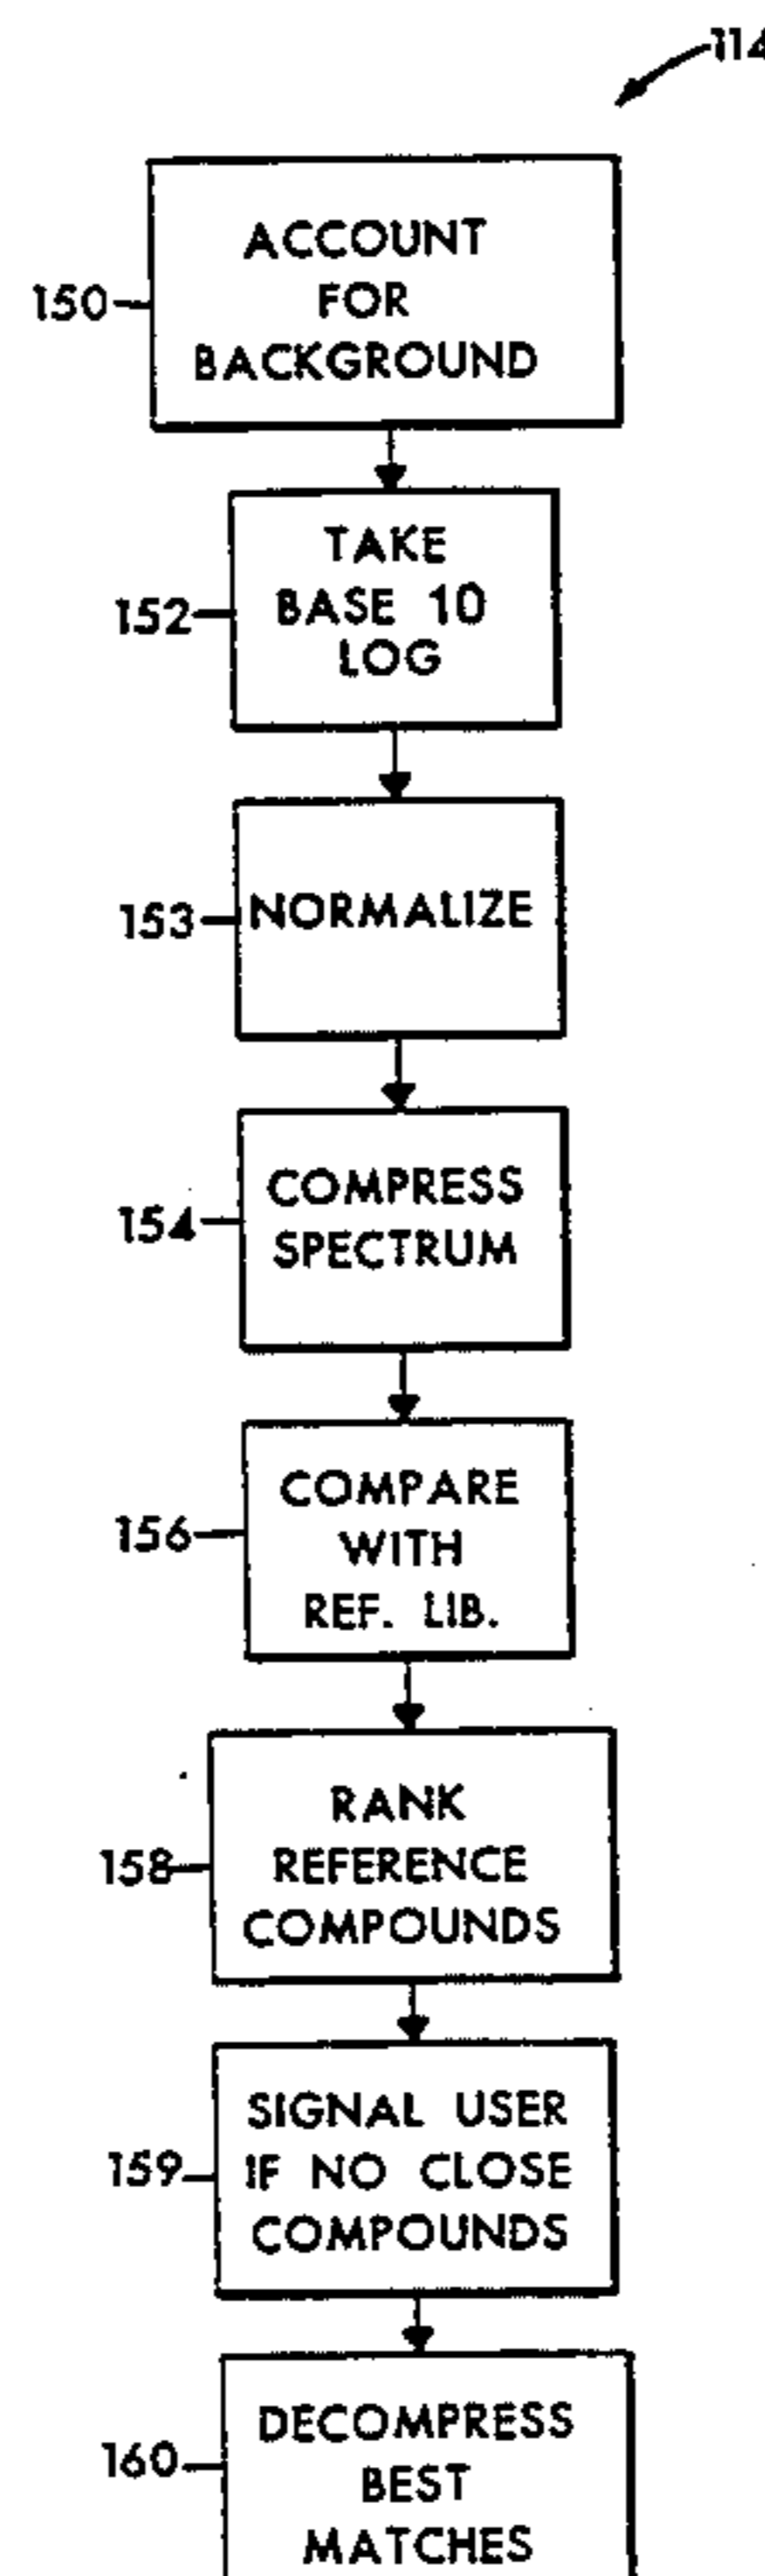 114
ACCOUNT
FOR
150
BACKGROUND
TAKE
BASE 10
152
LOG
NORMALIZE
153
COMPRESS
154
SPECTRUM
COMPARE
156
WITH
REF. LIB.
RANK
158
REFERENCE
COMPOUNDS
SIGNAL USER
159
IF NO CLOSE
COMPOUNDS
DECOMPRESS
160
BEST
MATCHES